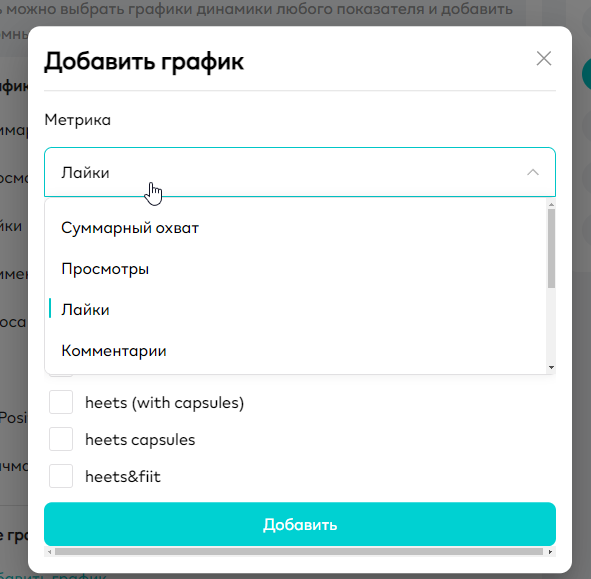 ь можно выбрать графики динамики любого показателя и добавить
Добавить график
Метрика
Лайки
Суммарный охват
Просмотры
Лайки
Комментарии
heets (with capsules)
heets capsules
heets&fiit
Добавить